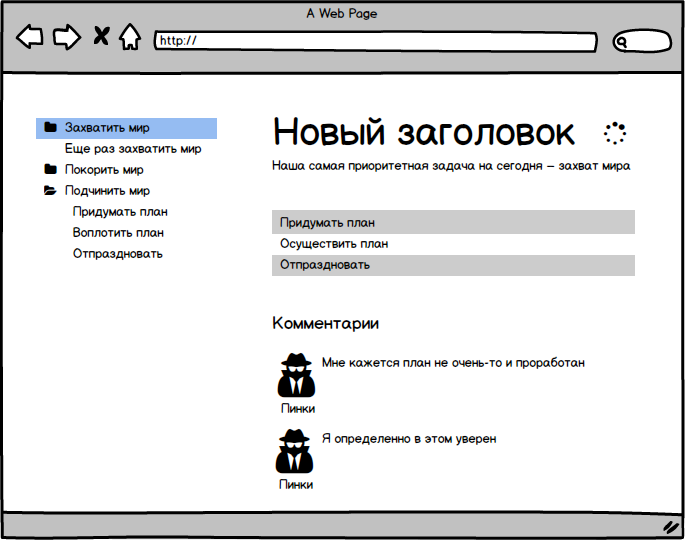 A Web Page
http://
Захватить мир
Еще раз захватить мир
Покорить мир
Подчинить мир
Придумать план
Воплотить план
Отпраздновать
Новый заголовок
Наша самая приоритетная задача на сегодня – захват мира
Придумать план
Осуществить план
Отпраздновать
Комментарии
Мне кажется план не очень-то и проработан
Пинки
Я определенно в этом уверен
Пинки